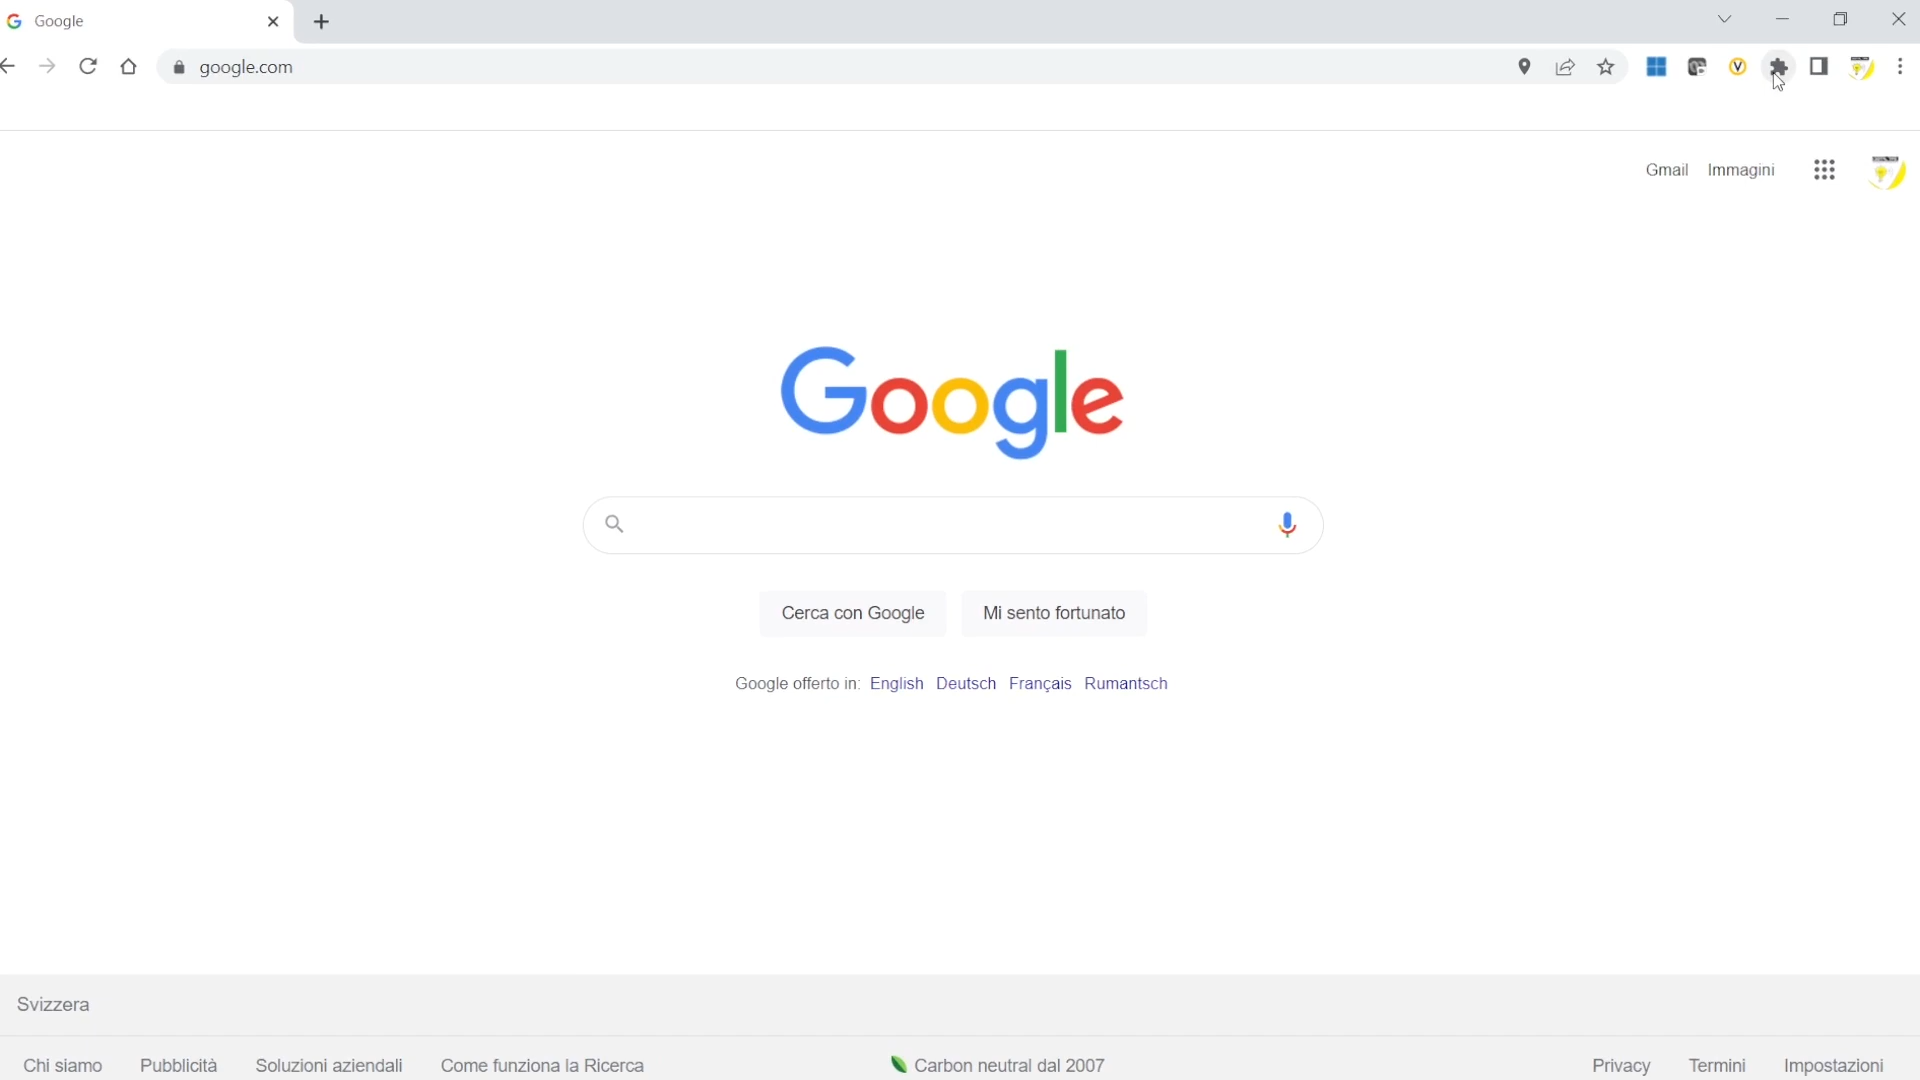 Google
google.com
Gmail Immagini
Google
Cerca con Google Mi sento fortunato
Google offerto in: English Deutsch Français Rumantsch
Svizzera
Chi siamo Pubblicità Soluzioni aziendali Come funziona la Ricerca Carbon neutral dal 2007 Privacy Termini Impostazioni